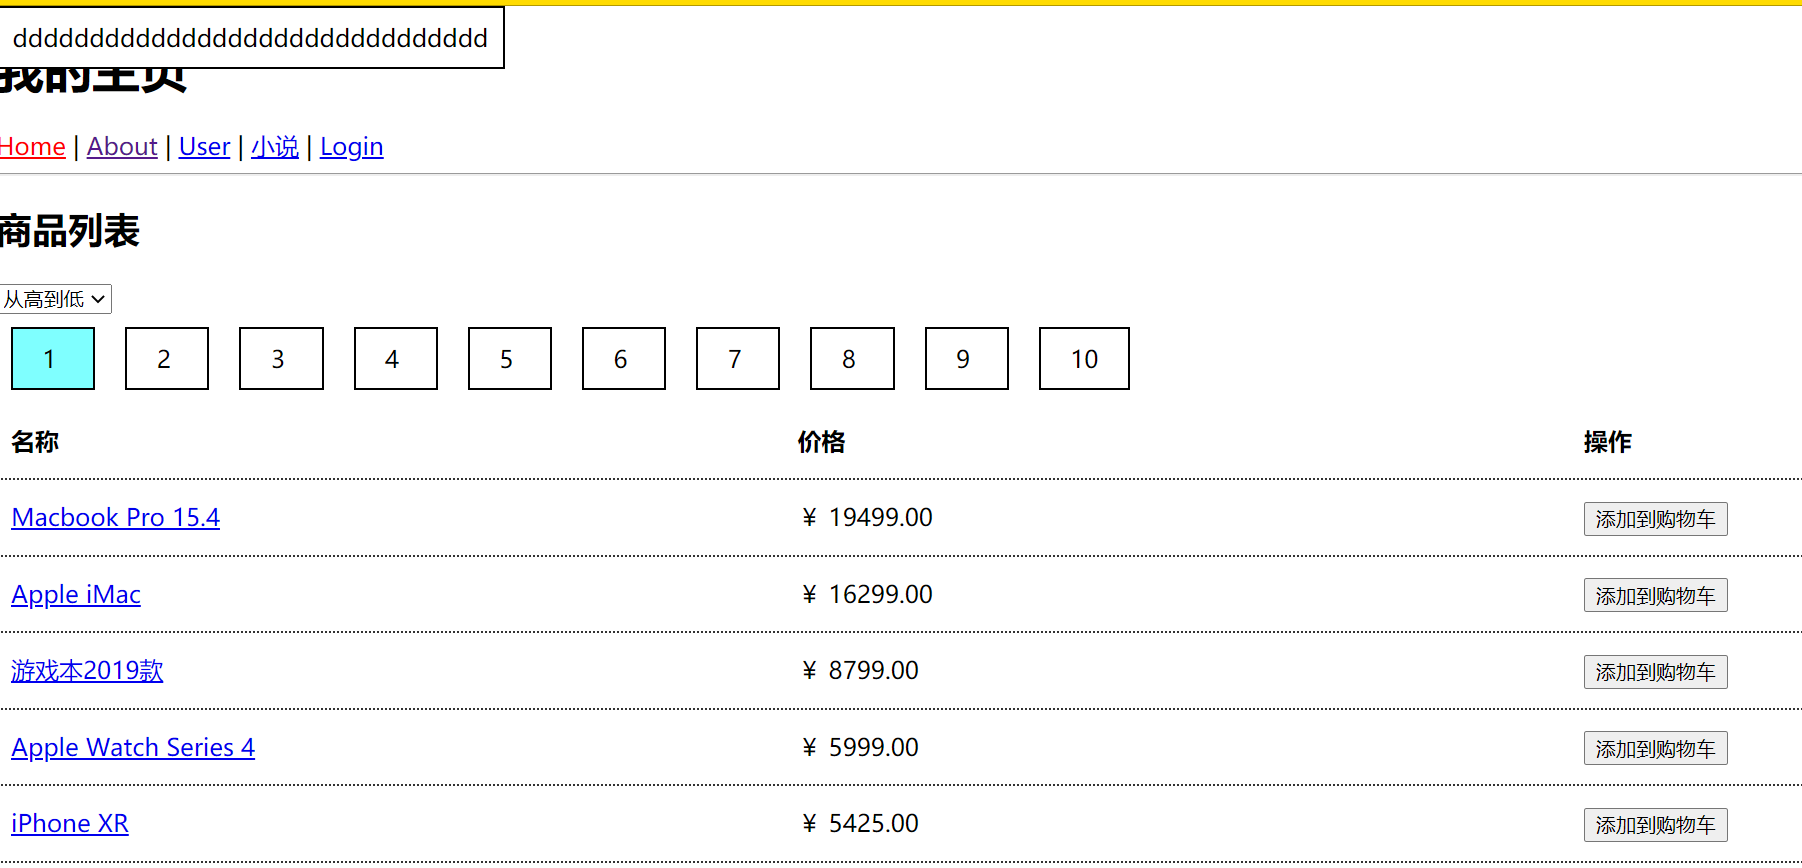 ddddddddddddddddddddddddddddddd
我的主页
Home | About | User | 小说 | Login
商品列表
从高到低
1 2 3 4 5 6 7 8 9 10
名称 价格 操作
Macbook Pro 15.4 ¥ 19499.00 添加到购物车
Apple iMac ¥ 16299.00 添加到购物车
游戏本2019款 ¥ 8799.00 添加到购物车
Apple Watch Series 4 ¥ 5999.00 添加到购物车
iPhone XR ¥ 5425.00 添加到购物车